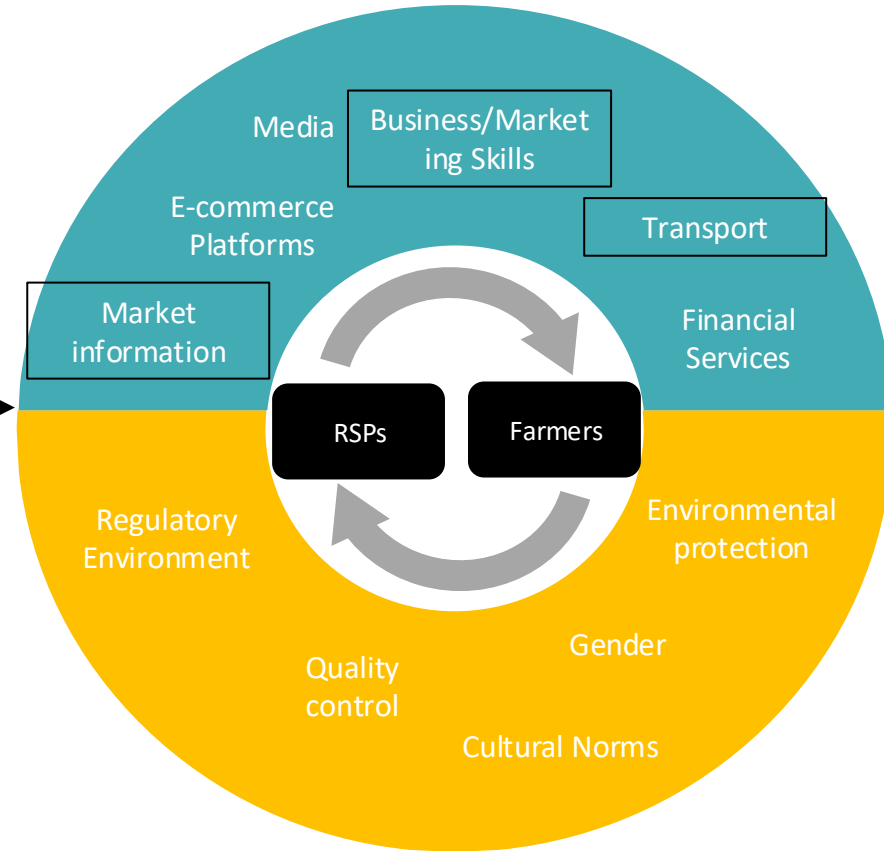 Media
Business/Market
ing Skills
E-commerce
Platforms
Transport
Market
information
Financial
Services
RSPs
Farmers
Regulatory
Environment
Environmental
protection
Gender
Quality
control
Cultural Norms